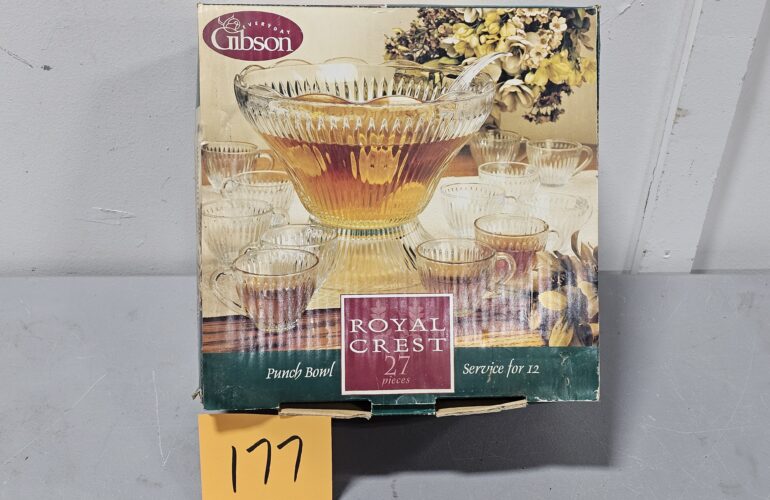 EVERYDAY
Gibson
ROYAL
CREST
27
pieces
Punch Bowl
Service for 12
177